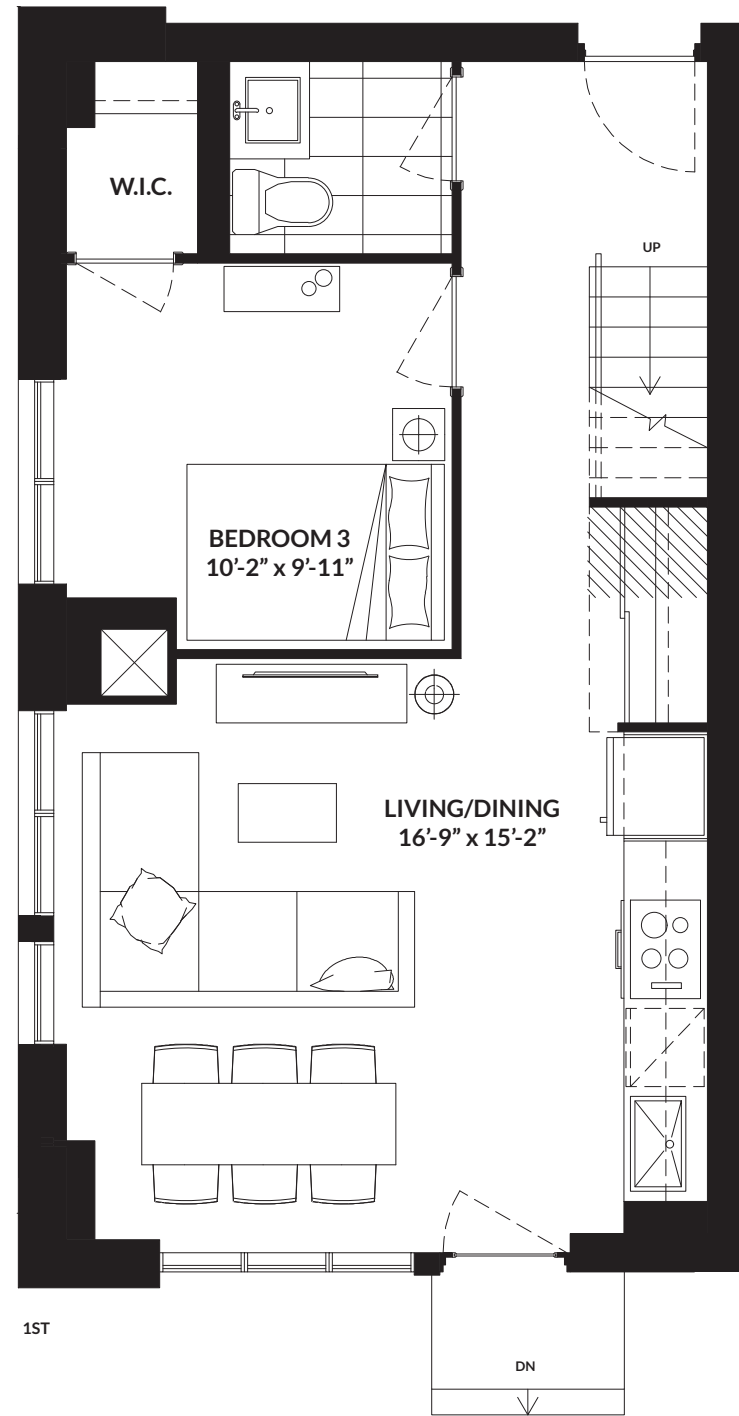 W.I.C.
UP
BEDROOM 3
10’-2” x 9’-11”
LIVING/DINING
16’-9” x 15’-2”
1ST
DN